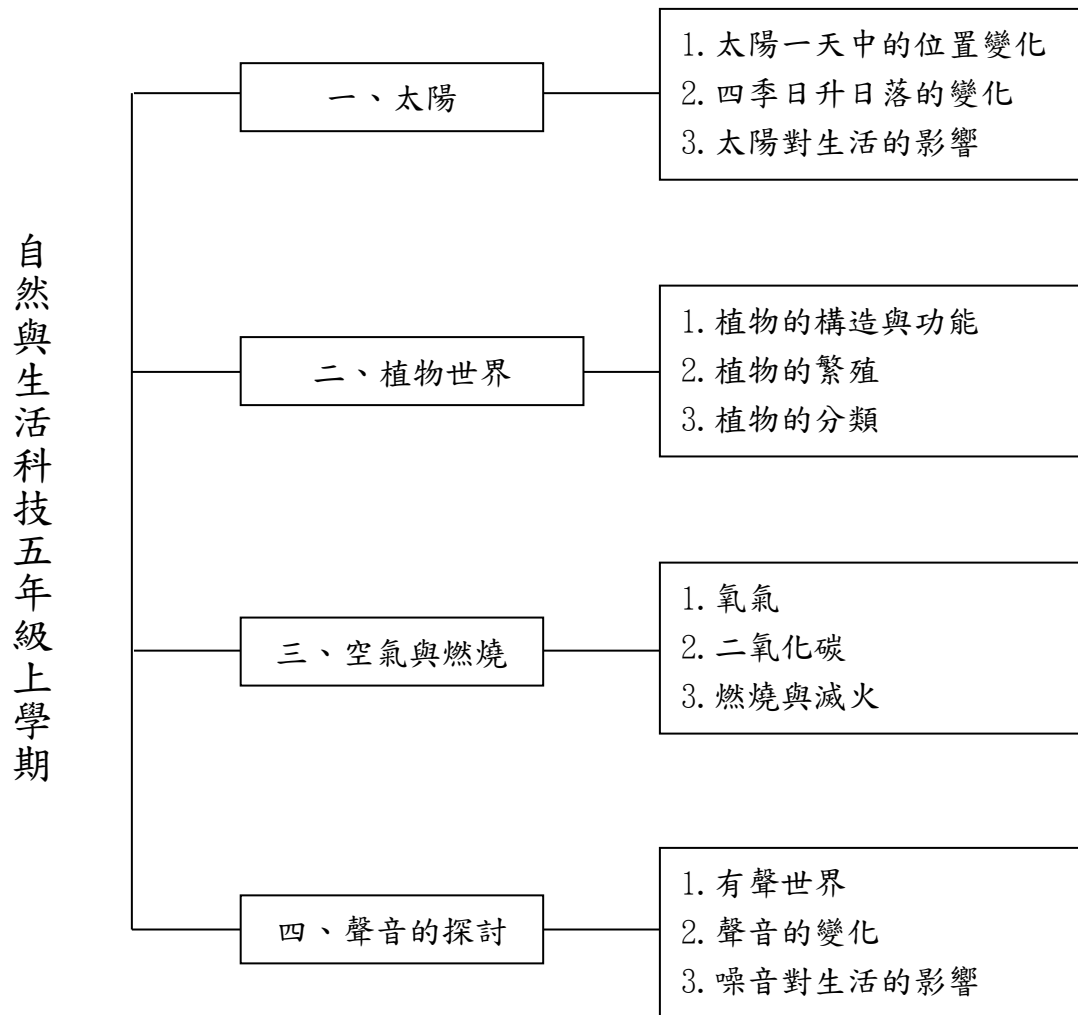 自然與生活科技五年級上學期
一、太陽
1.太陽一天中的位置變化
2.四季日升日落的變化
3.太陽對生活的影響
二、植物世界
1.植物的構造與功能
2.植物的繁殖
3.植物的分類
三、空氣與燃燒
1.氧氣
2.二氧化碳
3.燃燒與滅火
四、聲音的探討
1.有聲世界
2.聲音的變化
3.噪音對生活的影響